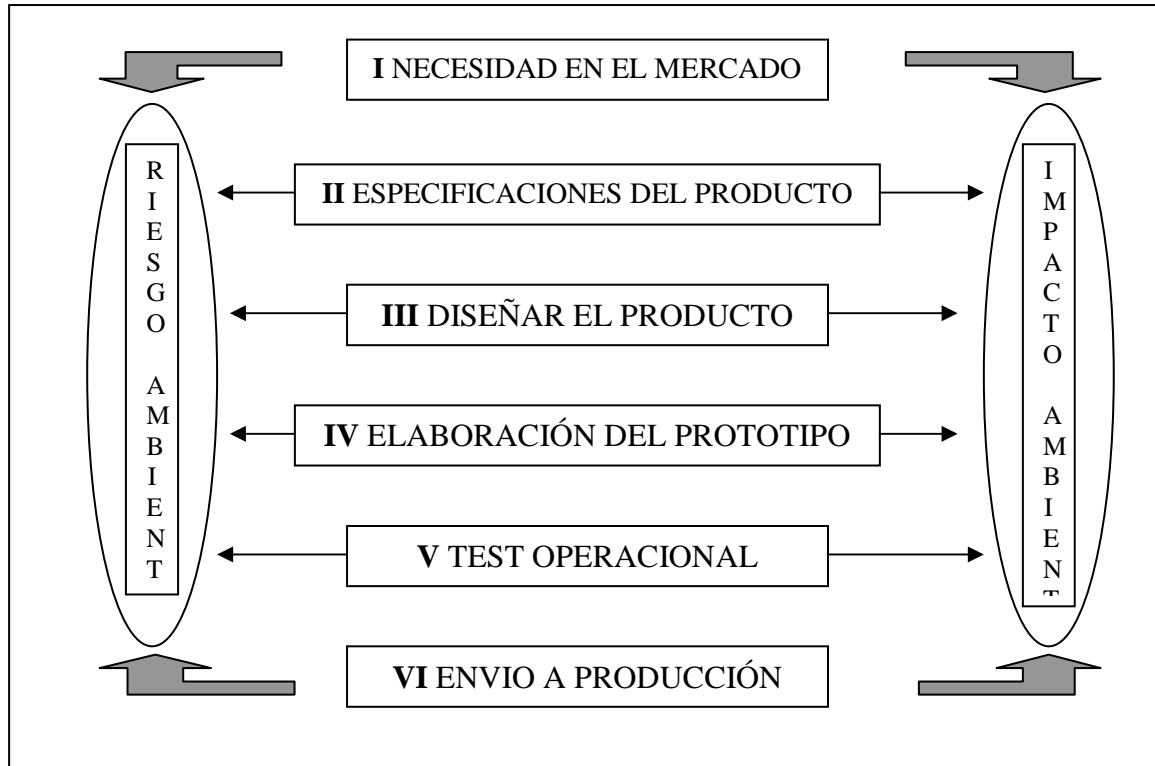 I NECESIDAD EN EL MERCADO
RIESGO AMBIENT
II ESPECIFICACIONES DEL PRODUCTO
III DISEÑAR EL PRODUCTO
IV ELABORACIÓN DEL PROTOTIPO
V TEST OPERACIONAL
VI ENVIO A PRODUCCIÓN
IMPACTO AMBIENT